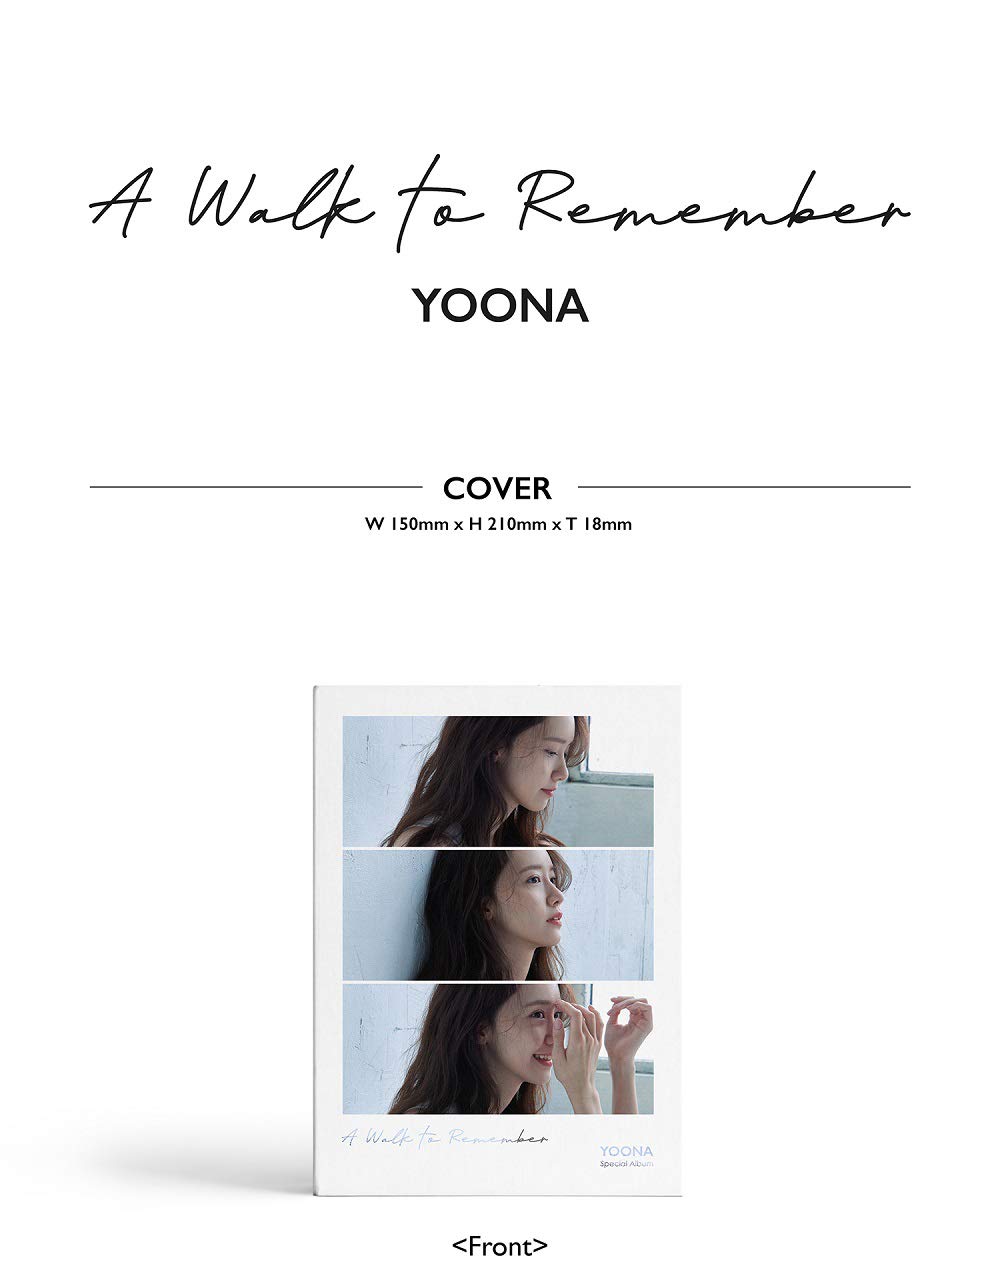 A Walk to Remember
YOONA
COVER
W 150mm x H 210mm x T 18mm
A Walk to Remember
YOONA
Special Album
<Front>